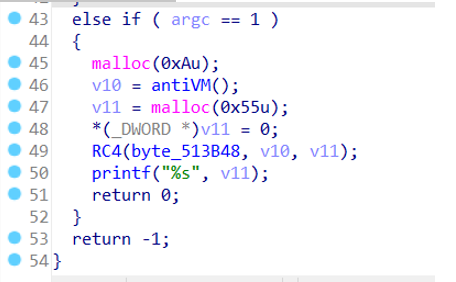 43 else if ( argc == 1 )
44 {
45 malloc(0xAu);
46 v10 = antiVM();
47 v11 = malloc(0x55u);
48 *(_DWORD *)v11 = 0;
49 RC4(byte_513B48, v10, v11);
50 printf("%s", v11);
51 return 0;
52 }
53 return -1;
54 }